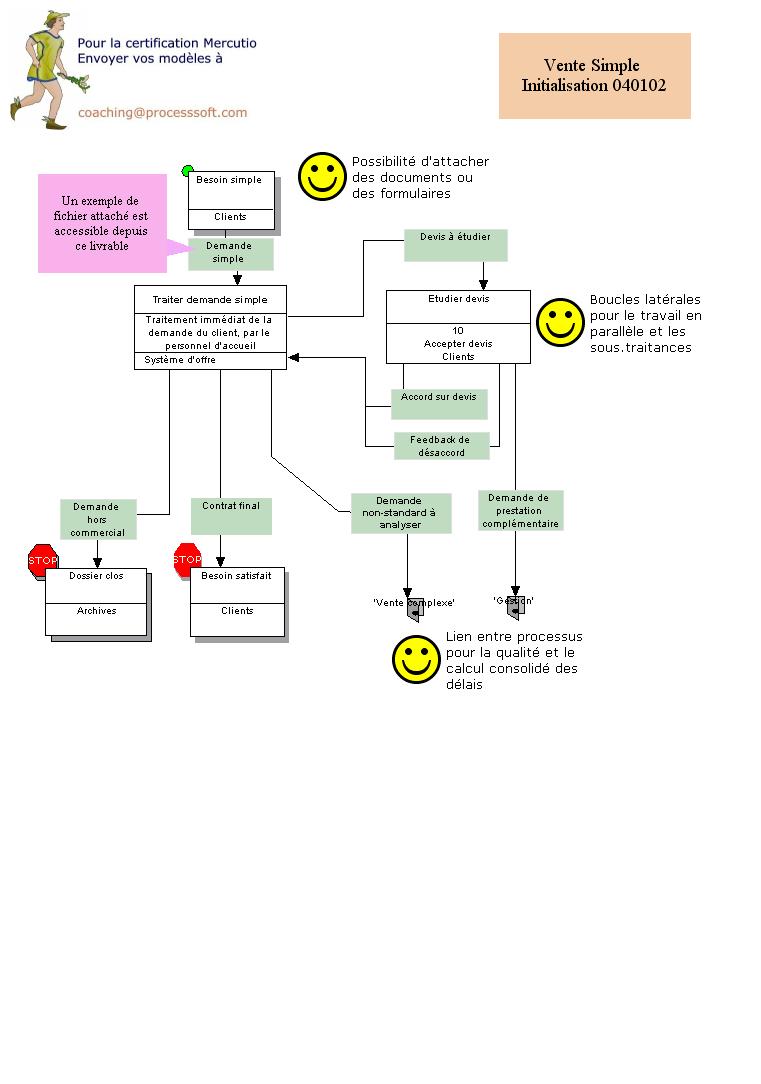 Pour la certification Mercutio
Envoyer vos modèles à
coaching@processsoft.com
Vente Simple
Initialisation 040102
Possibilité d'attacher
des documents ou
des formulaires
Un exemple de
fichier attaché est
accessible depuis
ce livrable
Besoin simple
Clients
Demande
simple
Devis à étudier
Traiter demande simple
Traitement immédiat de la
demande du client, par le
personnel d'accueil
Système d'offre
Etudier devis
10
Accepter devis
Clients
Boucles latérales
pour le travail en
parallèle et les
sous.traitances
Accord sur devis
Feedback de
désaccord
Demande
hors
commercial
Contrat final
Demande
non-standard à
analyser
Demande de
prestation
complémentaire
STOP
Dossier clos
Archives
STOP
Besoin satisfait
Clients
'Vente complexe'
'Gestion'
Lien entre processus
pour la qualité et le
calcul consolidé des
délais